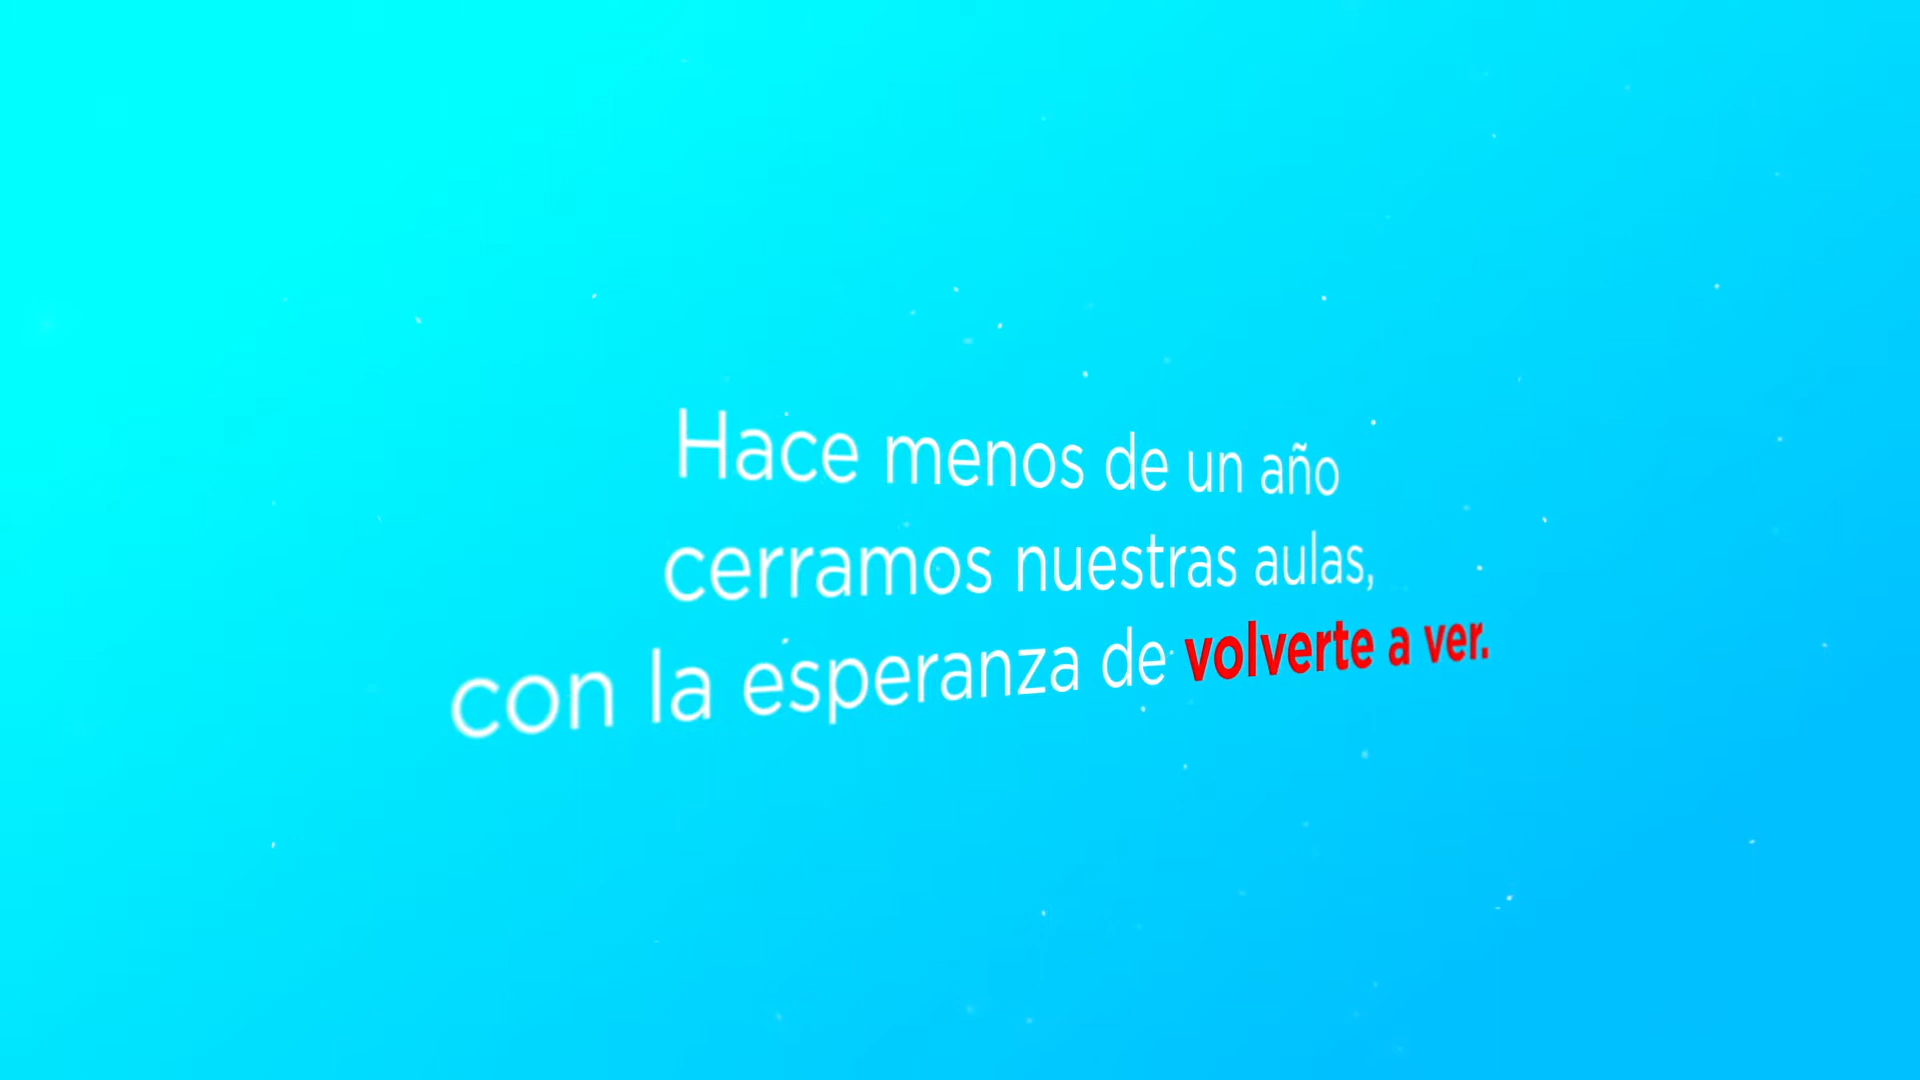 Hace menos de un año
cerramos nuestras aulas,
con la esperanza de volverte a ver.